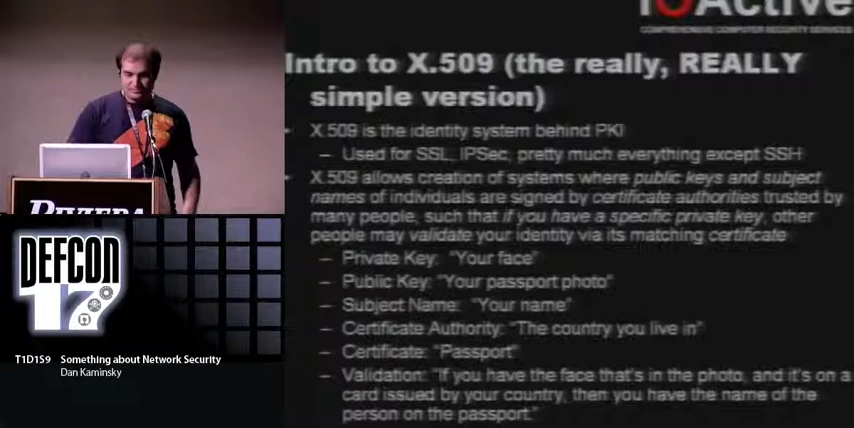 IOActive
COMPREHENSIVE COMPUTER SECURITY SERVICES
Intro to X.509 (the really, REALLY
simple version)
X.509 is the identity system behind PKI
– Used for SSL, IPSec, pretty much everything except SSH
X.509 allows creation of systems where public keys and subject
names of individuals are signed by certificate authorities trusted by
many people, such that if you have a specific private key, other
people may validate your identity via its matching certificate
– Private Key: "Your face"
– Public Key: "Your passport photo"
– Subject Name: "Your name"
– Certificate Authority: "The country you live in"
– Certificate: "Passport"
– Validation: "If you have the face that's in the photo, and it's on a
card issued by your country, then you have the name of the
person on the passport."
RIVIERA
DEFCON
17
T1D1S9 Something about Network Security
Dan Kaminsky